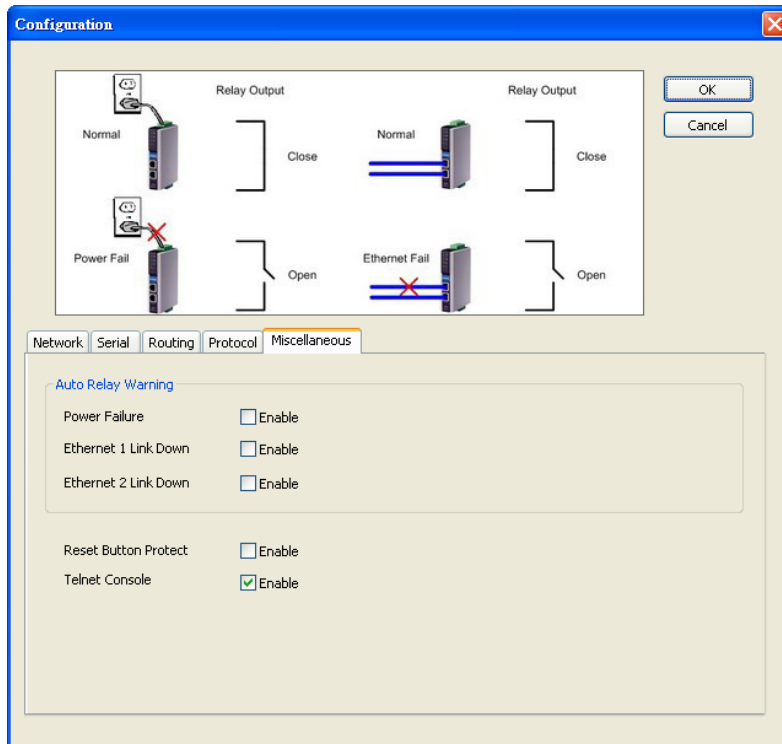 Configuration
Relay Output
Relay Output
OK
Cancel
Normal
Close
Normal
Close
Power Fail
Open
Ethernet Fail
Open
Network
Serial
Routing
Protocol
Miscellaneous
Auto Relay Warning
Power Failure
Enable
Ethernet 1 Link Down
Enable
Ethernet 2 Link Down
Enable
Reset Button Protect
Enable
Telnet Console
Enable